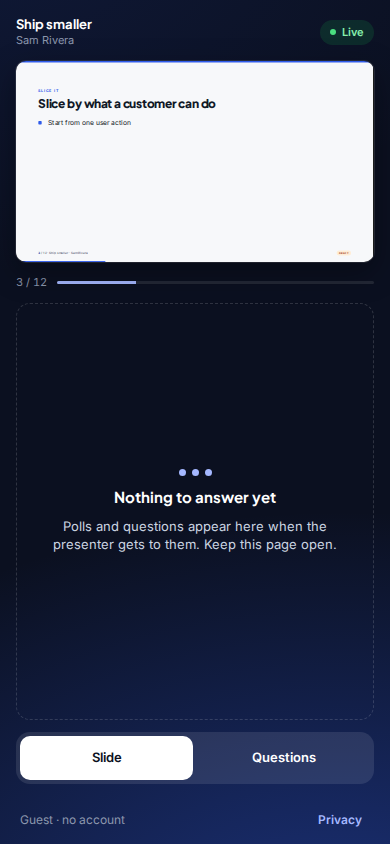 Ship smaller
Sam Rivera
Live
SLICE IT
Slice by what a customer can do
Start from one user action
3 / 12
Nothing to answer yet
Polls and questions appear here when the
presenter gets to them. Keep this page open.
Slide
Questions
Guest · no account
Privacy